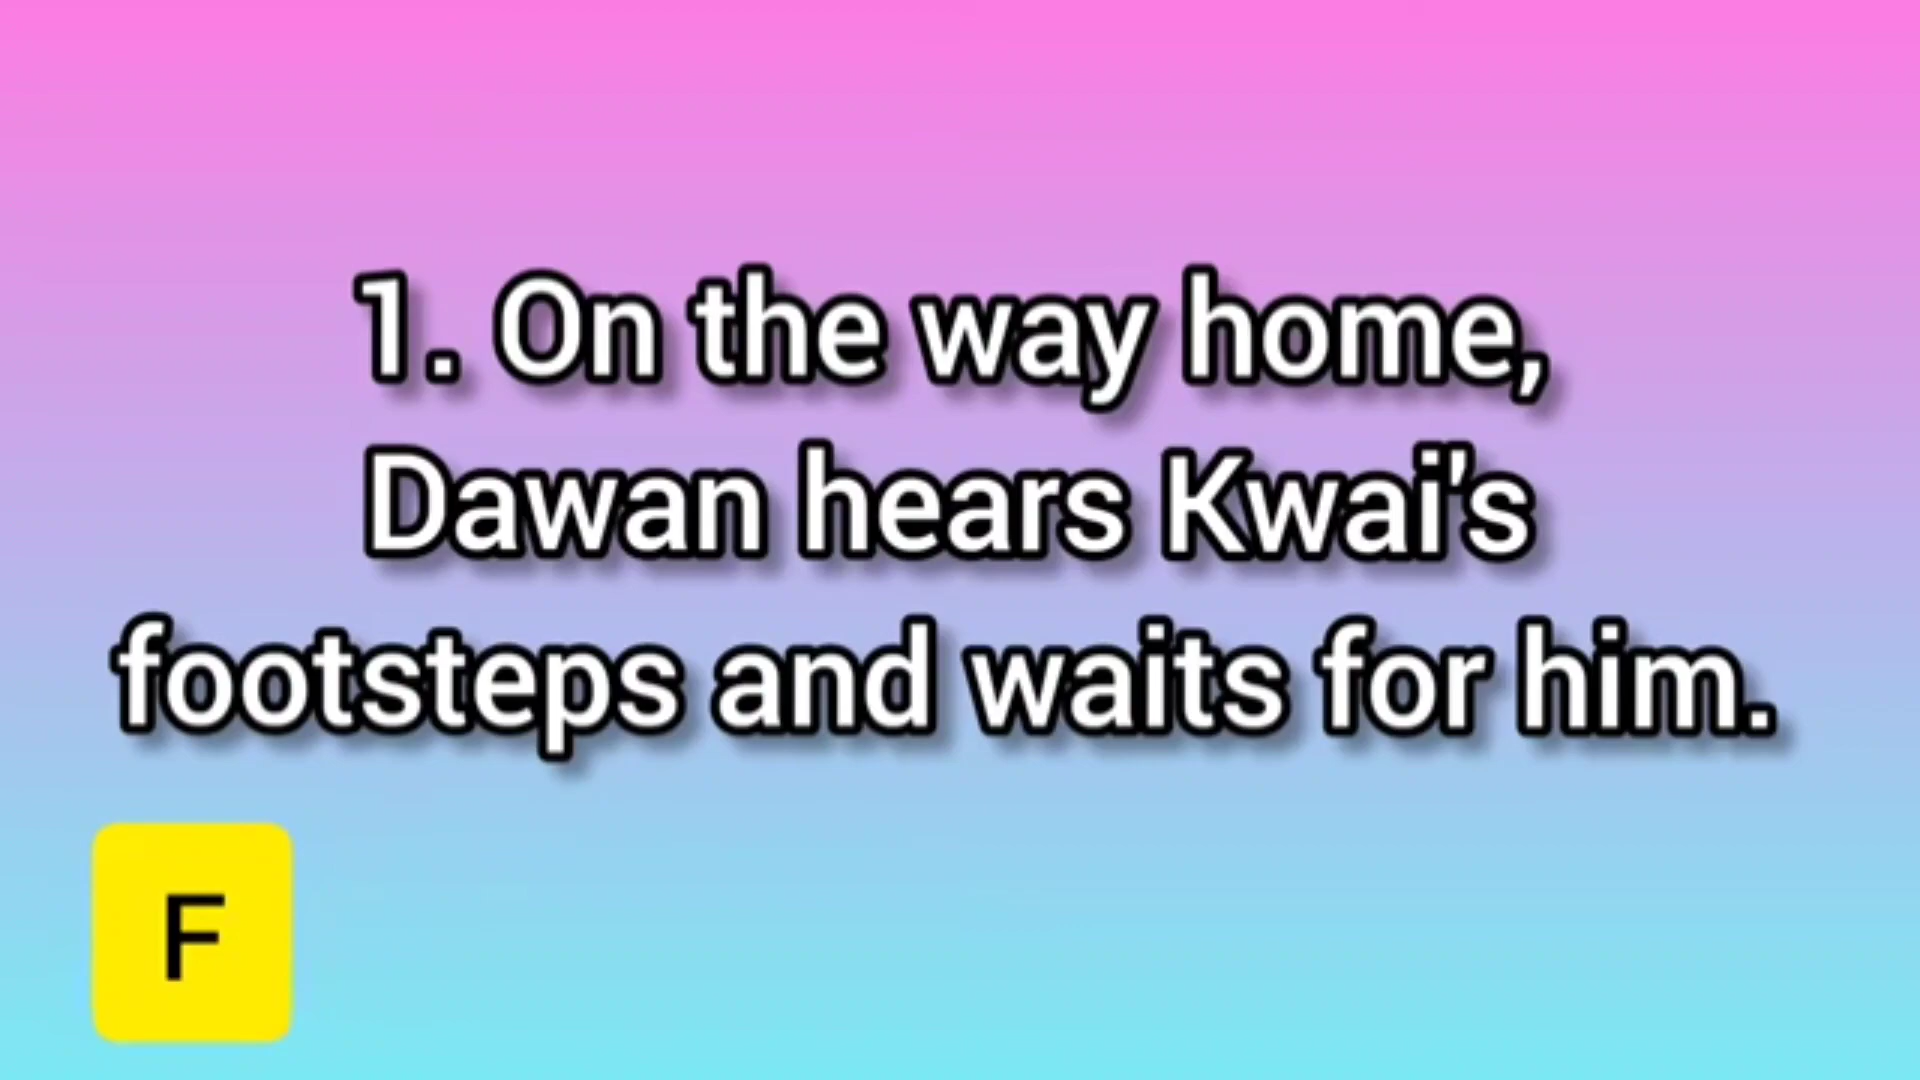 1. On the way home,
Dawan hears Kwai's
footsteps and waits for him.
F